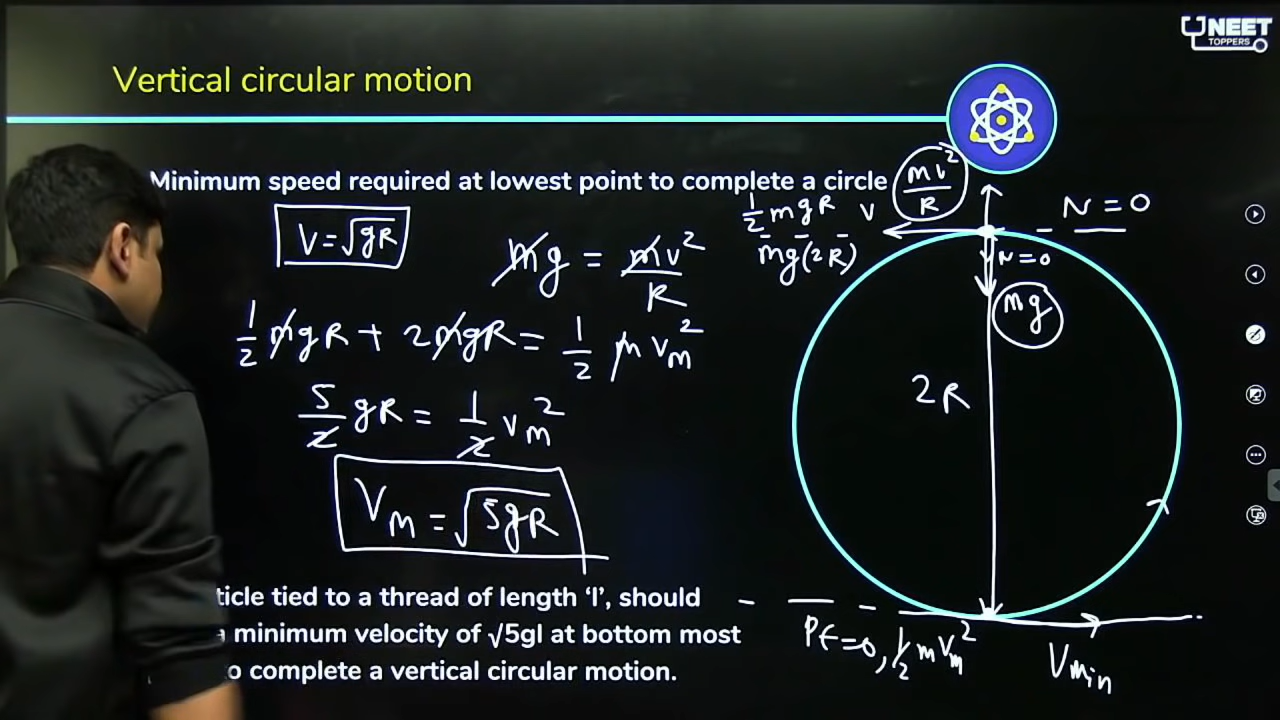 NEET
TOPPERS
Vertical circular motion
Minimum speed required at lowest point to complete a circle
V = √gR
mg = mv²/R
1/2 mgR + 2mgR = 1/2 m Vm²
5/2 gR = 1/2 Vm²
Vm = √5gR
ticle tied to a thread of length ‘l’, should
minimum velocity of √5gl at bottom most
o complete a vertical circular motion.
mv²/R
1/2 mgR
V
N = 0
mg(2R)
N = 0
mg
2R
PE = 0, 1/2 m Vm²
Vmin